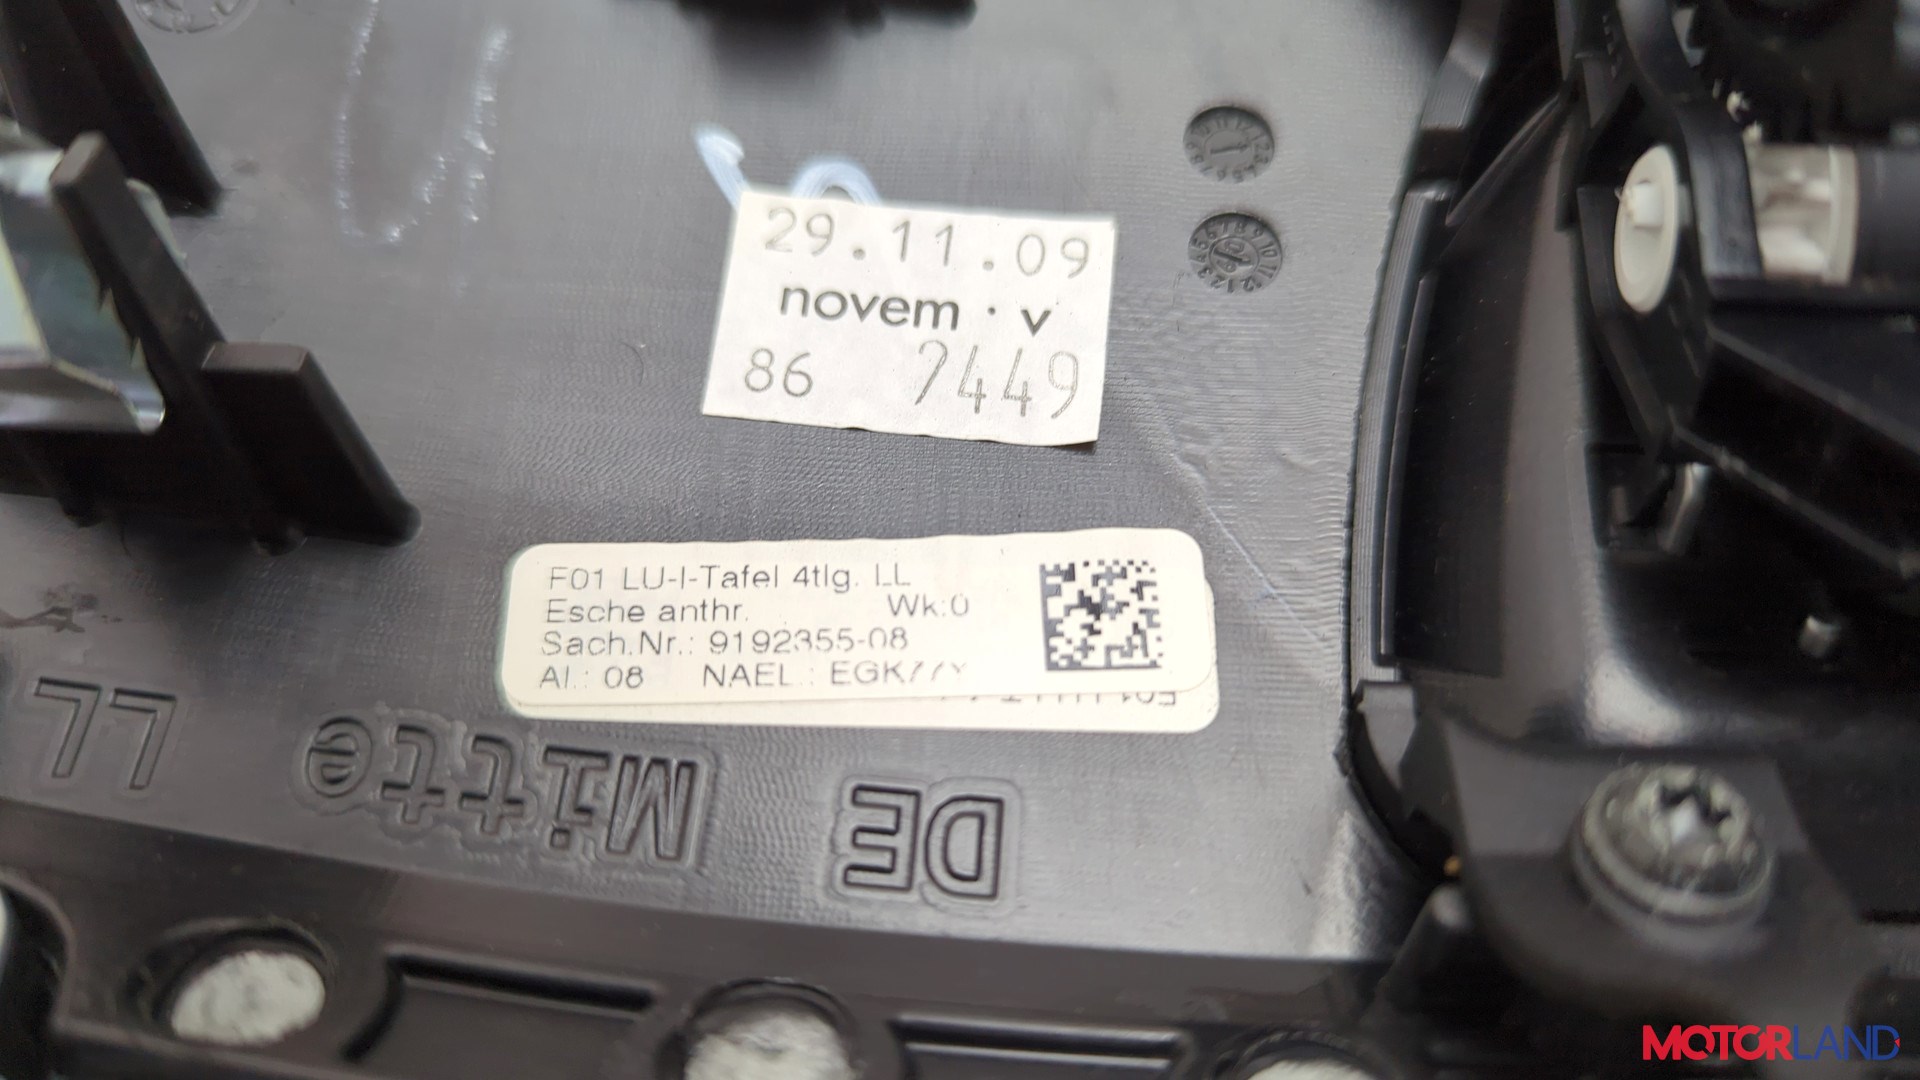 29.11.09
novem · v
86 7449
F01 LU-I-Tafel 4tlg. LL
Esche anthr. Wk:0
Sach.Nr.: 9192355-08
Al.: 08 NAEL.: EGK77Y
DE Mitte LL
MOTORLAND